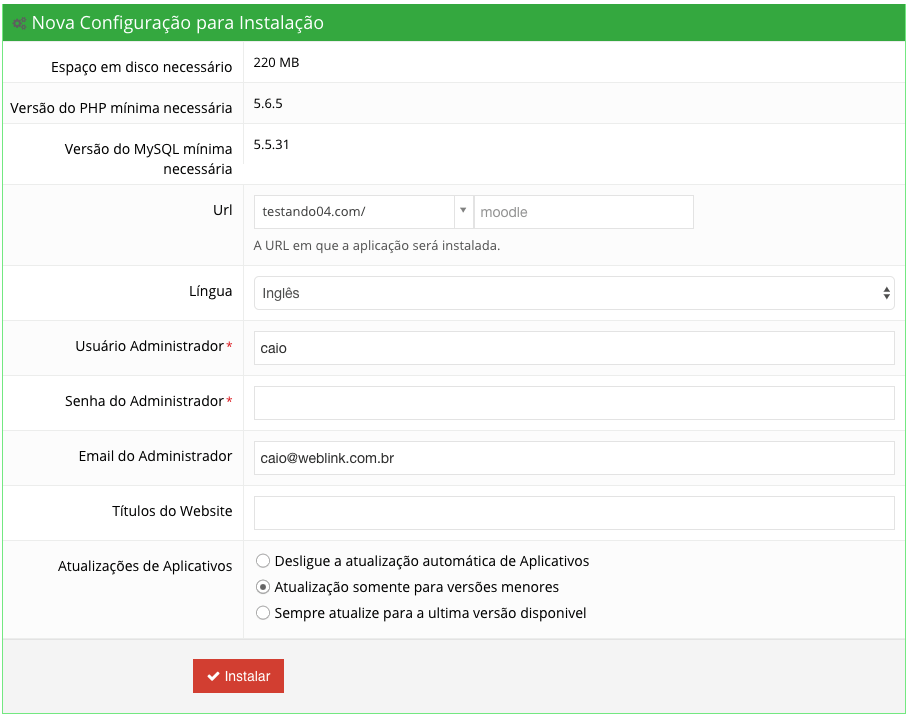 Nova Configuração para Instalação
Espaço em disco necessário 220 MB
Versão do PHP mínima necessária 5.6.5
Versão do MySQL mínima necessária 5.5.31
Url testando04.com/ moodle
A URL em que a aplicação será instalada.
Língua Inglês
Usuário Administrador* caio
Senha do Administrador*
Email do Administrador caio@weblink.com.br
Títulos do Website
Atualizações de Aplicativos
Desligue a atualização automática de Aplicativos
Atualização somente para versões menores
Sempre atualize para a ultima versão disponivel
Instalar